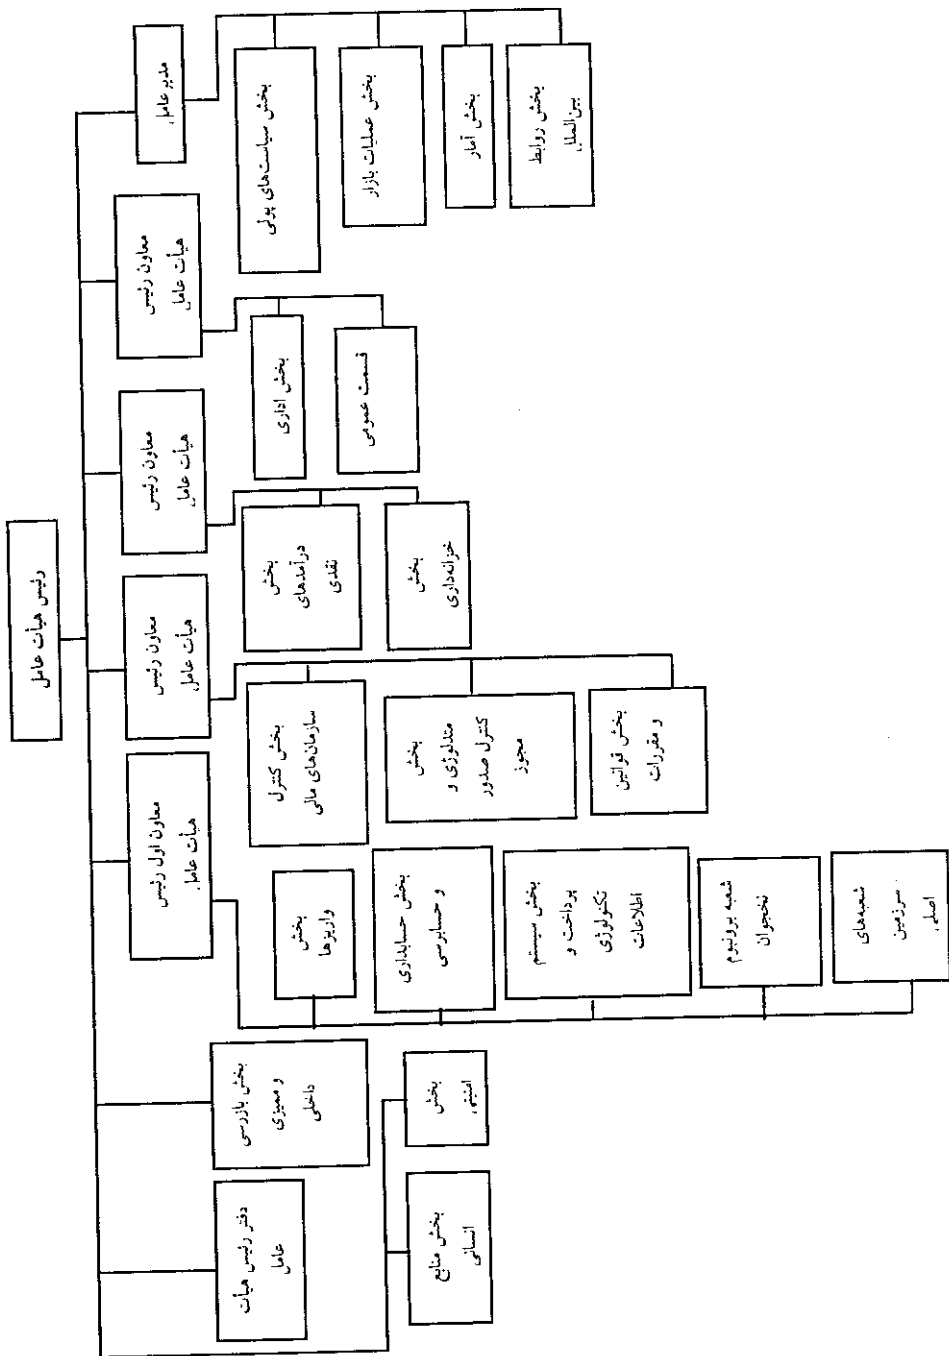 رئیس هیأت عامل
مدیر عامل
بخش سیاست‌های پولی
بخش عملیات بازار
بخش آمار
بخش روابط
بین‌الملل
معاون رئیس
هیأت عامل
بخش اداری
قسمت عمومی
معاون رئیس
هیأت عامل
بخش
درآمدهای
نقدی
بخش
خزانه‌داری
معاون رئیس
هیأت عامل
بخش کنترل
سازمان‌های مالی
بخش
متدلوژی و
کنترل صدور
مجوز
بخش قوانین
و مقررات
معاون اول رئیس
هیأت عامل
بخش
واریزها
بخش حسابداری
و حسابرسی
بخش سیستم
پرداخت و
تکنولوژی
اطلاعات
شعبه برونبوم
نخجوان
شعبه‌های
سرزمین
اصلی
بخش بازرسی
و ممیزی
داخلی
دفتر رئیس هیأت
عامل
بخش
امنیتی
بخش منابع
انسانی